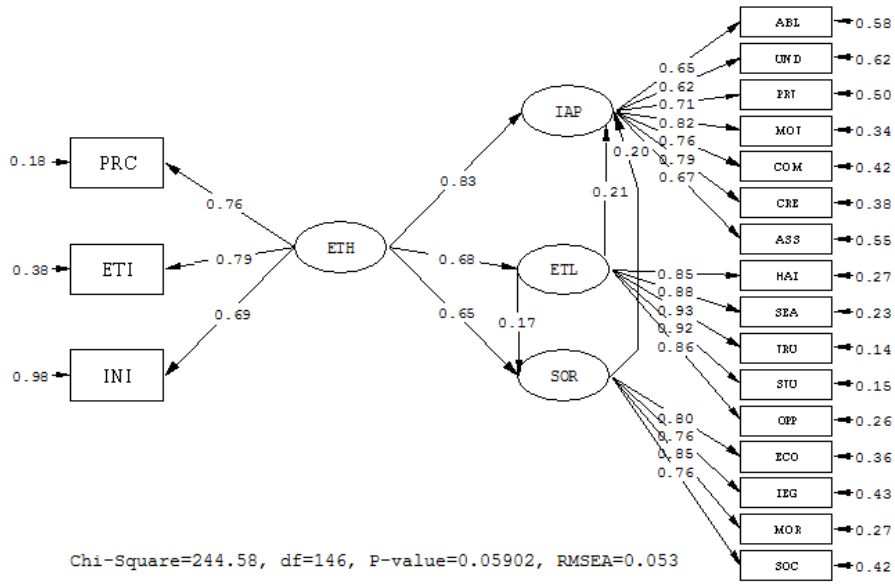 ABL 0.58
UND 0.62
PRI 0.50
MOI 0.34
COM 0.42
CRE 0.38
ASS 0.55
HAI 0.27
SEA 0.23
IRU 0.14
SIU 0.15
OPP 0.26
ECO 0.36
IEG 0.43
MOR 0.27
SOC 0.42
0.65
0.62
0.71
0.82
0.76
0.79
0.67
IAP
0.20
0.18 PRC
0.76
0.83
0.21
ETH
0.38 ETI
0.79
0.68
ETL
0.85
0.88
0.93
0.92
0.86
0.69
0.65
0.17
0.98 INI
SOR
0.80
0.76
0.85
0.76
Chi-Square=244.58, df=146, P-value=0.05902, RMSEA=0.053